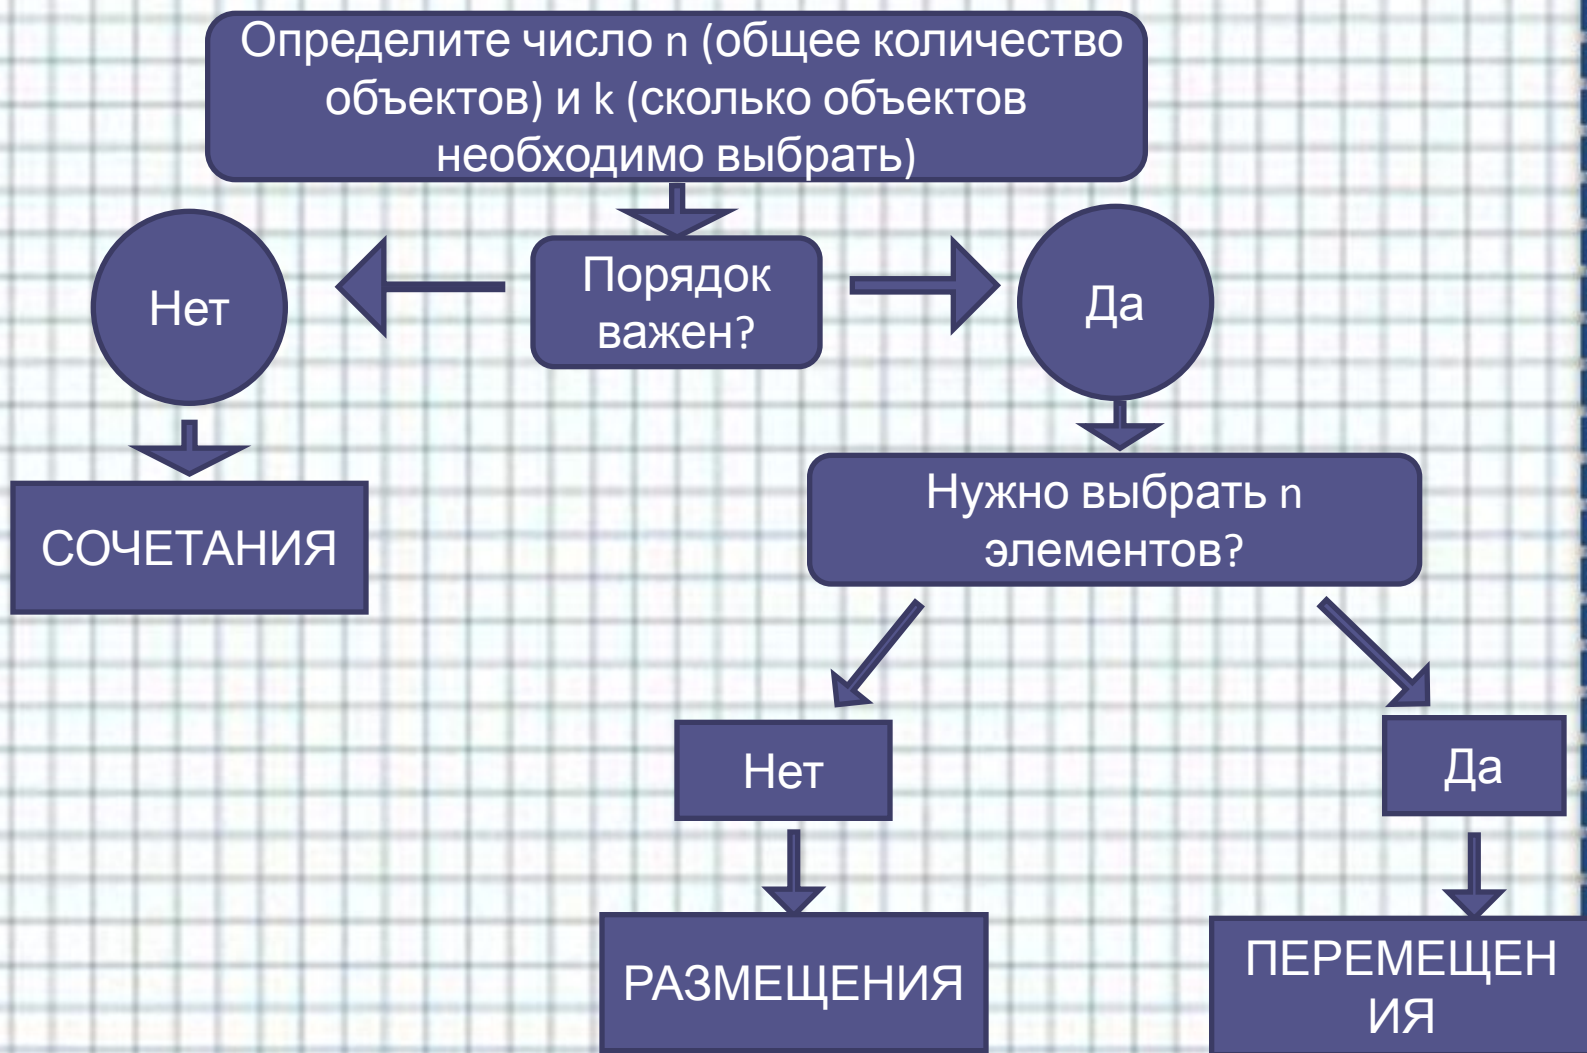 Определите число n (общее количество
объектов) и k (сколько объектов
необходимо выбрать)
Нет
Порядок
важен?
Да
СОЧЕТАНИЯ
Нужно выбрать n
элементов?
Нет
Да
РАЗМЕЩЕНИЯ
ПЕРЕМЕЩЕН
ИЯ